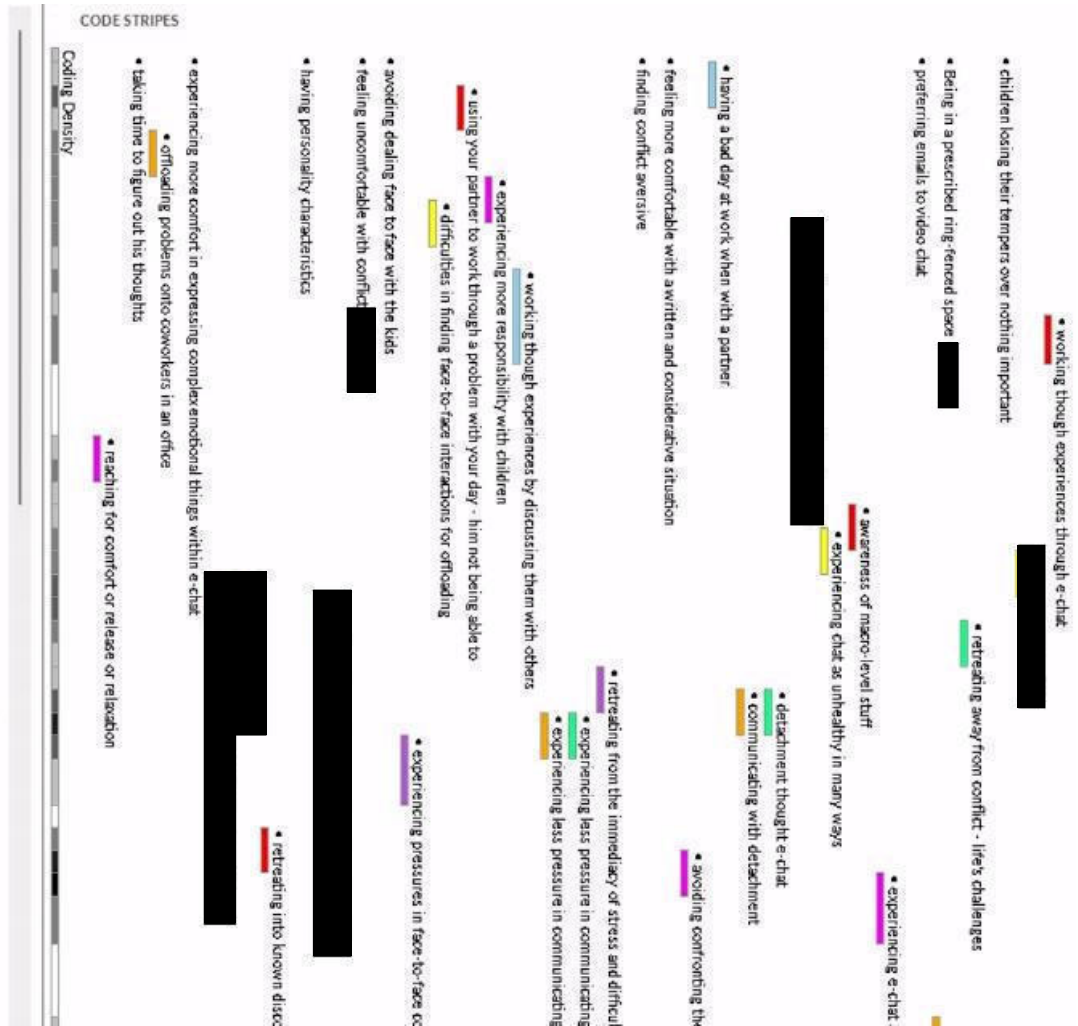 CODE STRIPES
Coding Density
• taking time to figure out his thoughts
• reaching for comfort or release or relaxation
• offloading problems onto coworkers in an office
• experiencing more comfort in expressing complex emotional things within e-chat
• retreating into known disco
• having personality characteristics
• feeling uncomfortable with conflict
• avoiding dealing face to face with the kids
• experiencing pressures in face-to-face co
• difficulties in finding face-to-face interactions for offloading
• using your partner to work through a problem with your day - him not being able to
• experiencing more responsibility with children
• working though experiences by discussing them with others
• experiencing less pressure in communicating
• experiencing less pressure in communicating
• retreating from the immediacy of stress and difficul
• finding conflict aversive
• feeling more comfortable with a written and considerative situation
• avoiding confronting the
• having a bad day at work when with a partner
• communicating with detachment
• detachment thought e-chat
• experiencing chat as unhealthy in many ways
• awareness of macro-level stuff
• experiencing e-chat
• preferring emails to video chat
• Being in a prescribed ring-fenced space
• retreating away from conflict - life's challenges
• children losing their tempers over nothing important
• working though experiences through e-chat